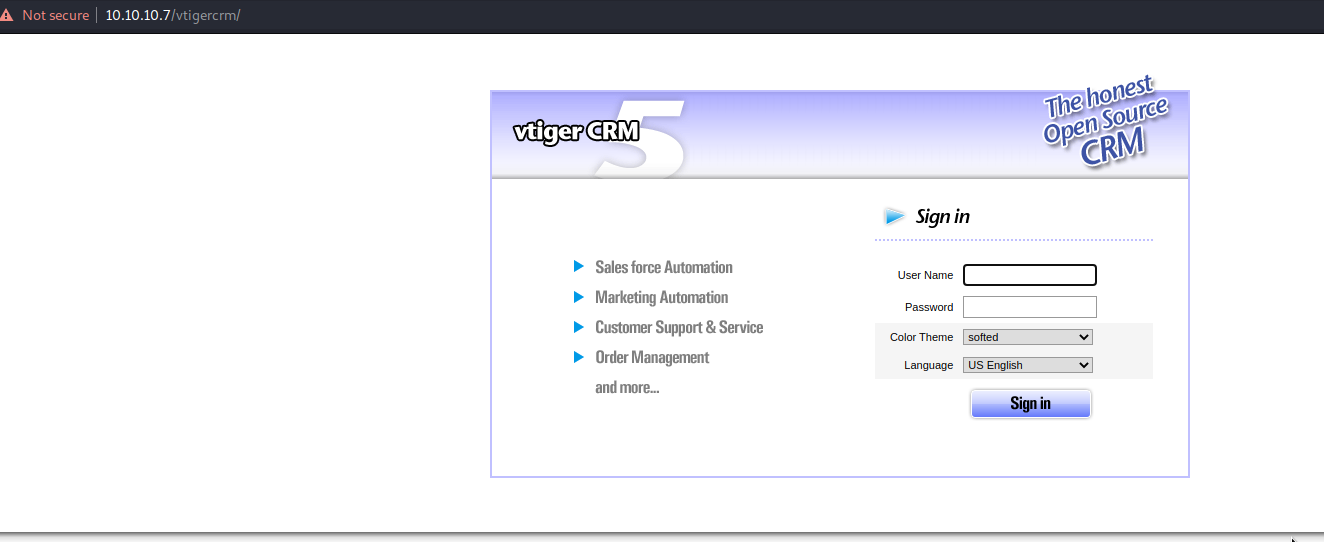 Not secure 10.10.10.7/vtigercrm/
vtiger CRM 5
The honest
Open Source
CRM
Sign in
Sales force Automation
Marketing Automation
Customer Support & Service
Order Management
and more...
User Name
Password
Color Theme softed
Language US English
Sign in